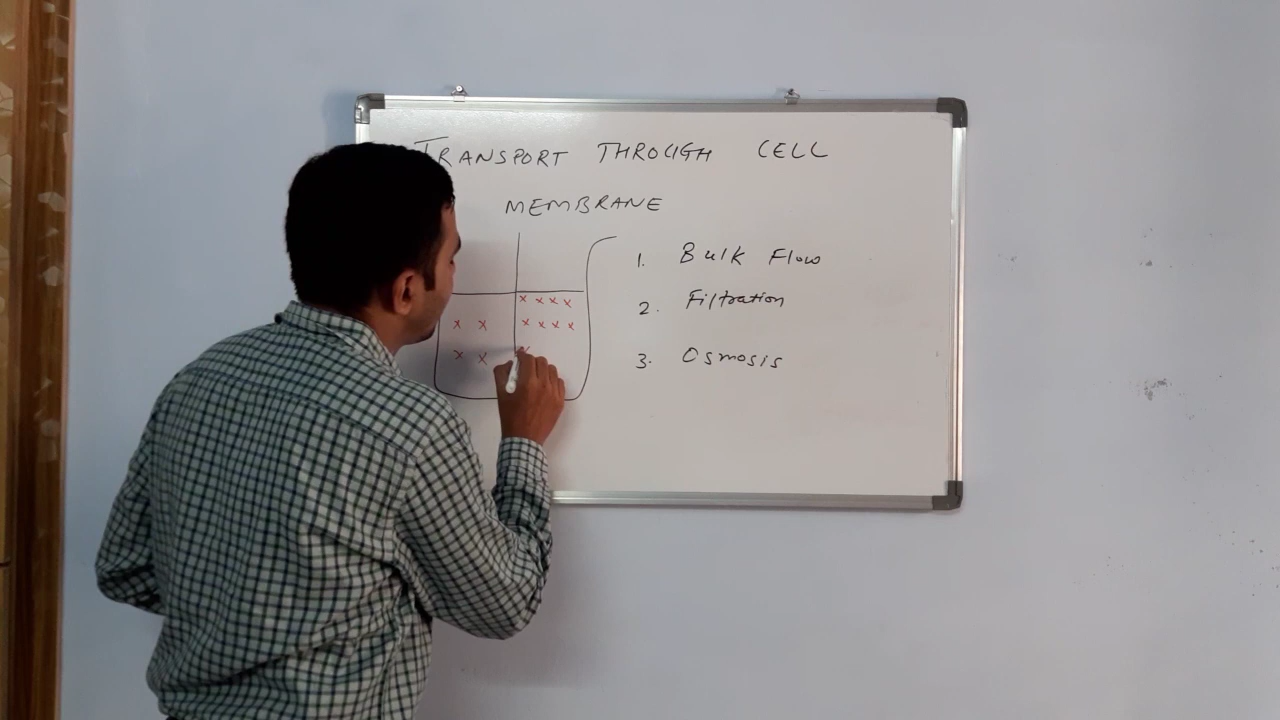 TRANSPORT THROUGH CELL
MEMBRANE
1. Bulk Flow
2. Filtration
3. Osmosis
x x x x
x x x x x x
x x x